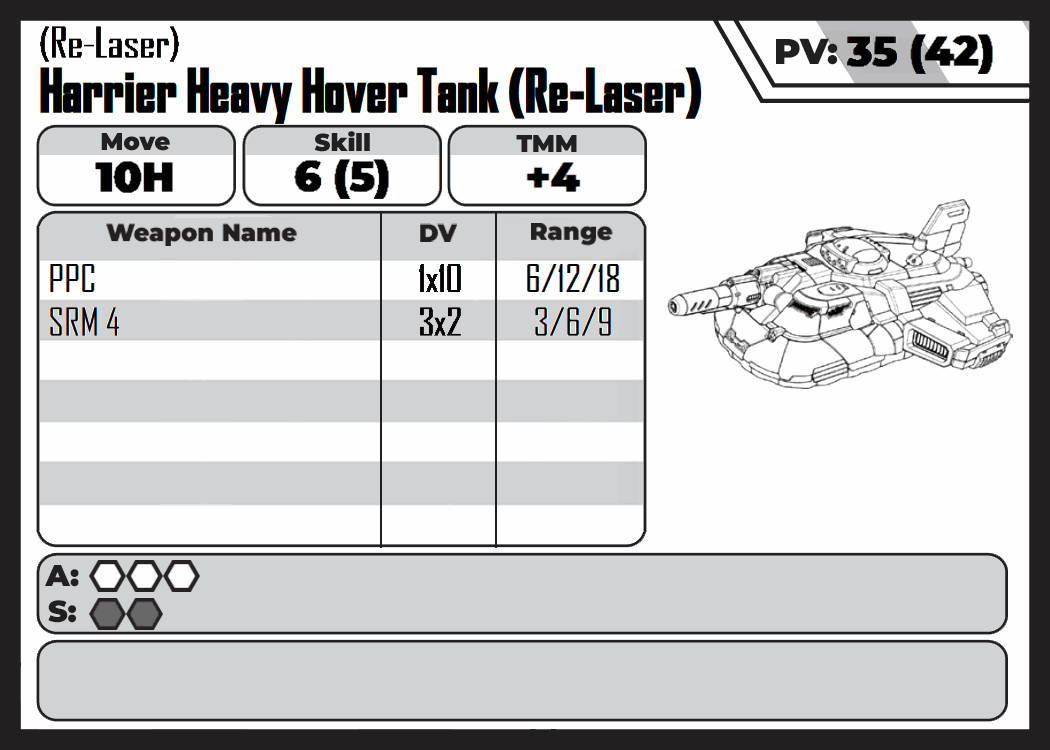 (Re-Laser)
PV: 35 (42)
Harrier Heavy Hover Tank (Re-Laser)
Move Skill TMM
10H 6 (5) +4
Weapon Name DV Range
PPC 1x10 6/12/18
SRM 4 3x2 3/6/9
A:
S: